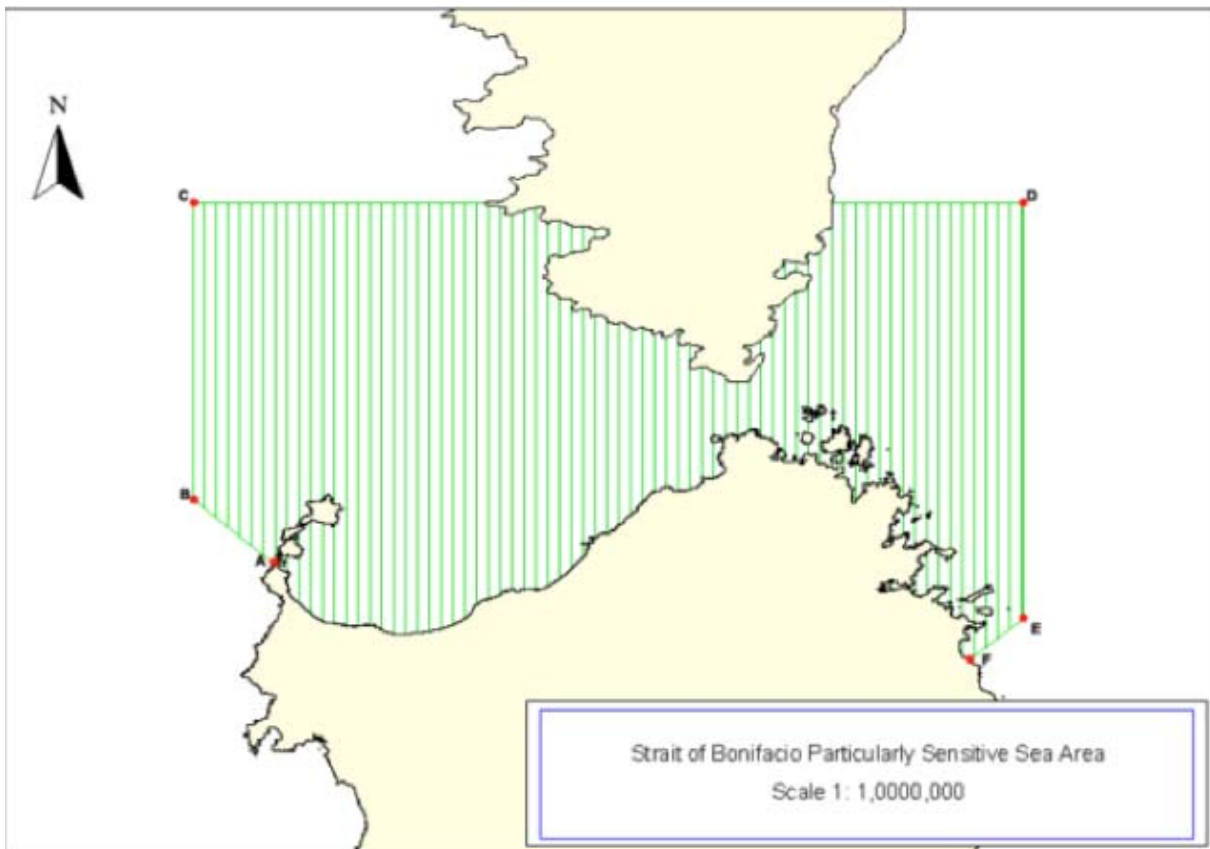 N
C
D
B
A
E
F
Strait of Bonifacio Particularly Sensitive Sea Area
Scale 1: 1,0000,000